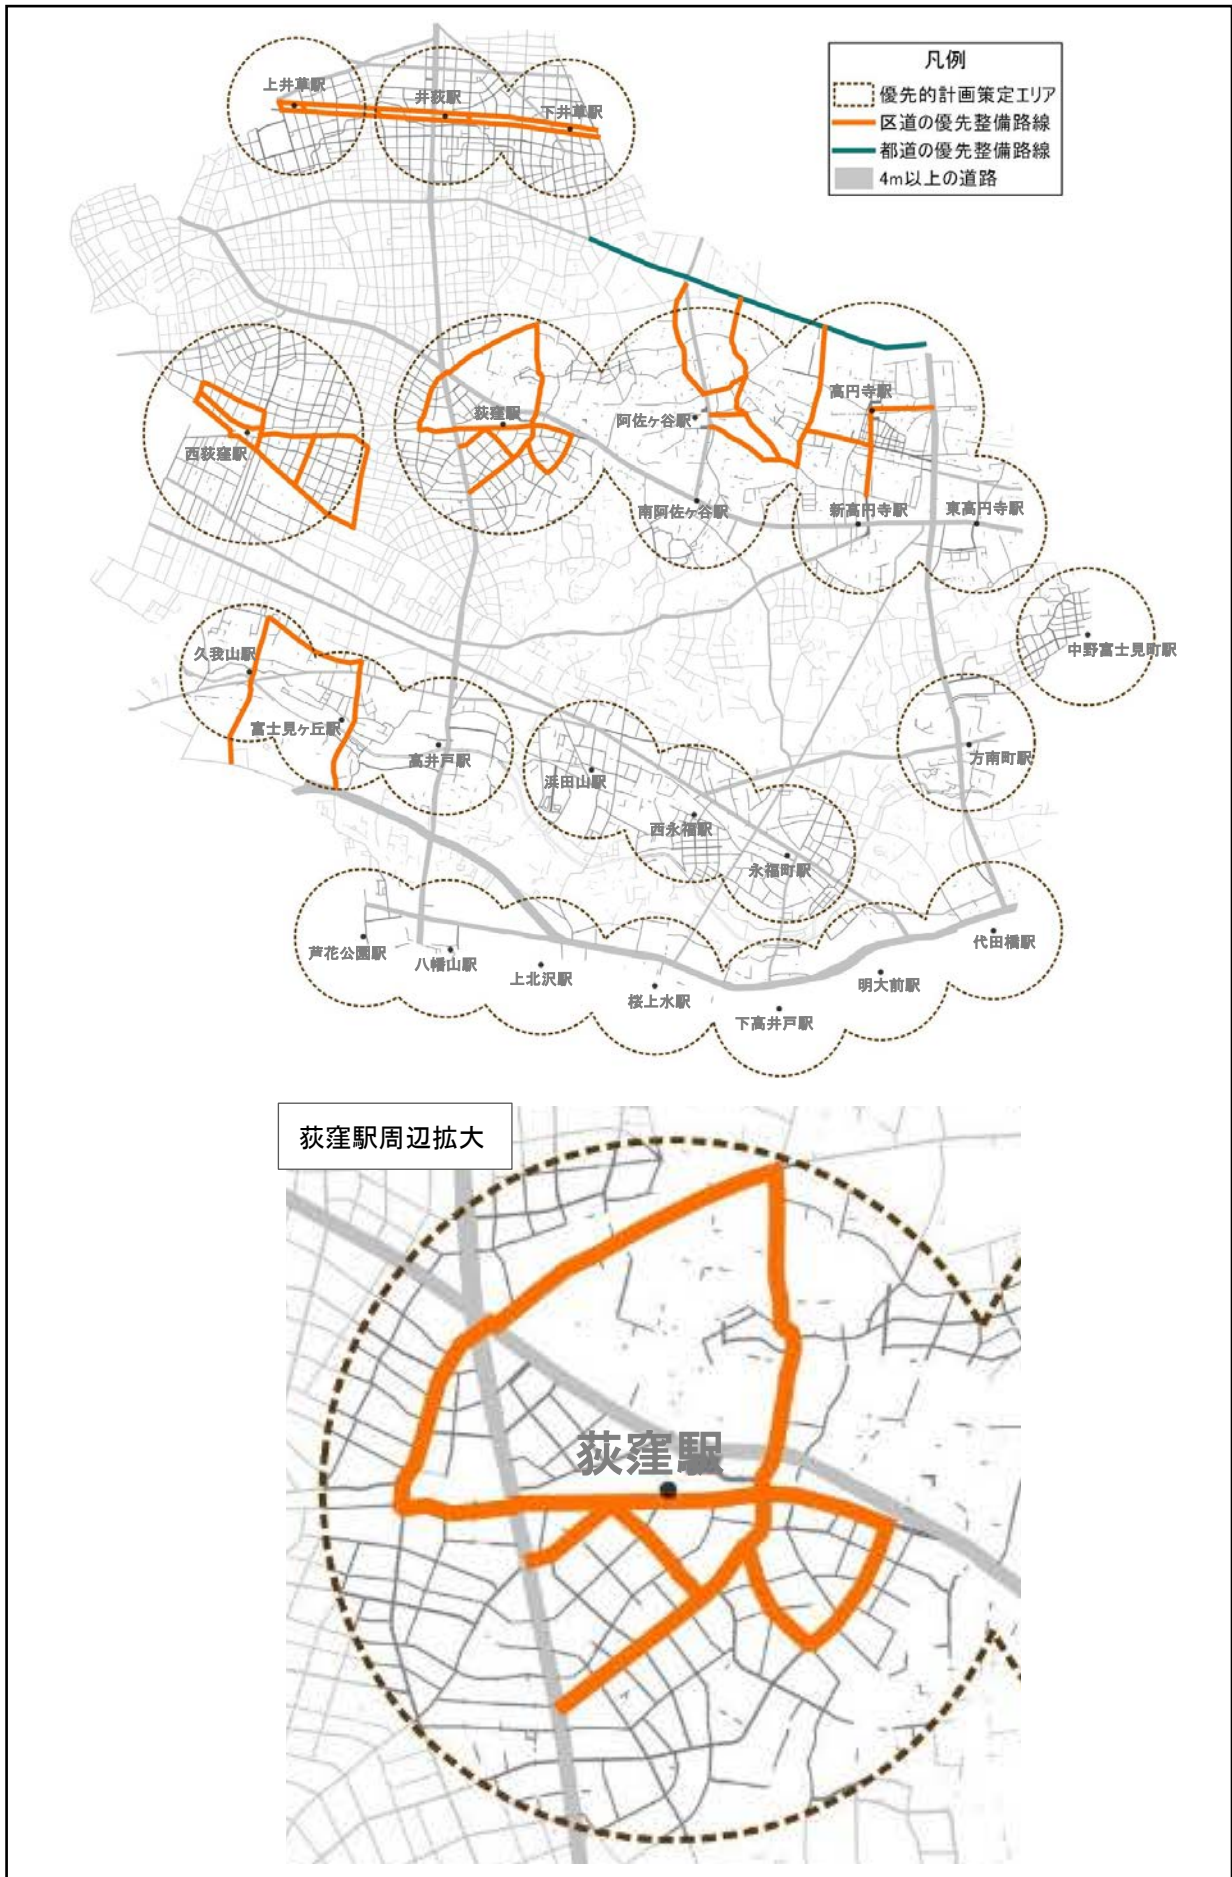 凡例
優先的計画策定エリア
区道の優先整備路線
都道の優先整備路線
4m以上の道路
上井草駅
井荻駅
下井草駅
荻窪駅
西荻窪駅
阿佐ヶ谷駅
高円寺駅
南阿佐ヶ谷駅
新高円寺駅
東高円寺駅
中野富士見町駅
久我山駅
富士見ヶ丘駅
高井戸駅
浜田山駅
西永福駅
永福町駅
方南町駅
芦花公園駅
八幡山駅
上北沢駅
桜上水駅
下高井戸駅
明大前駅
代田橋駅
荻窪駅周辺拡大
荻窪駅